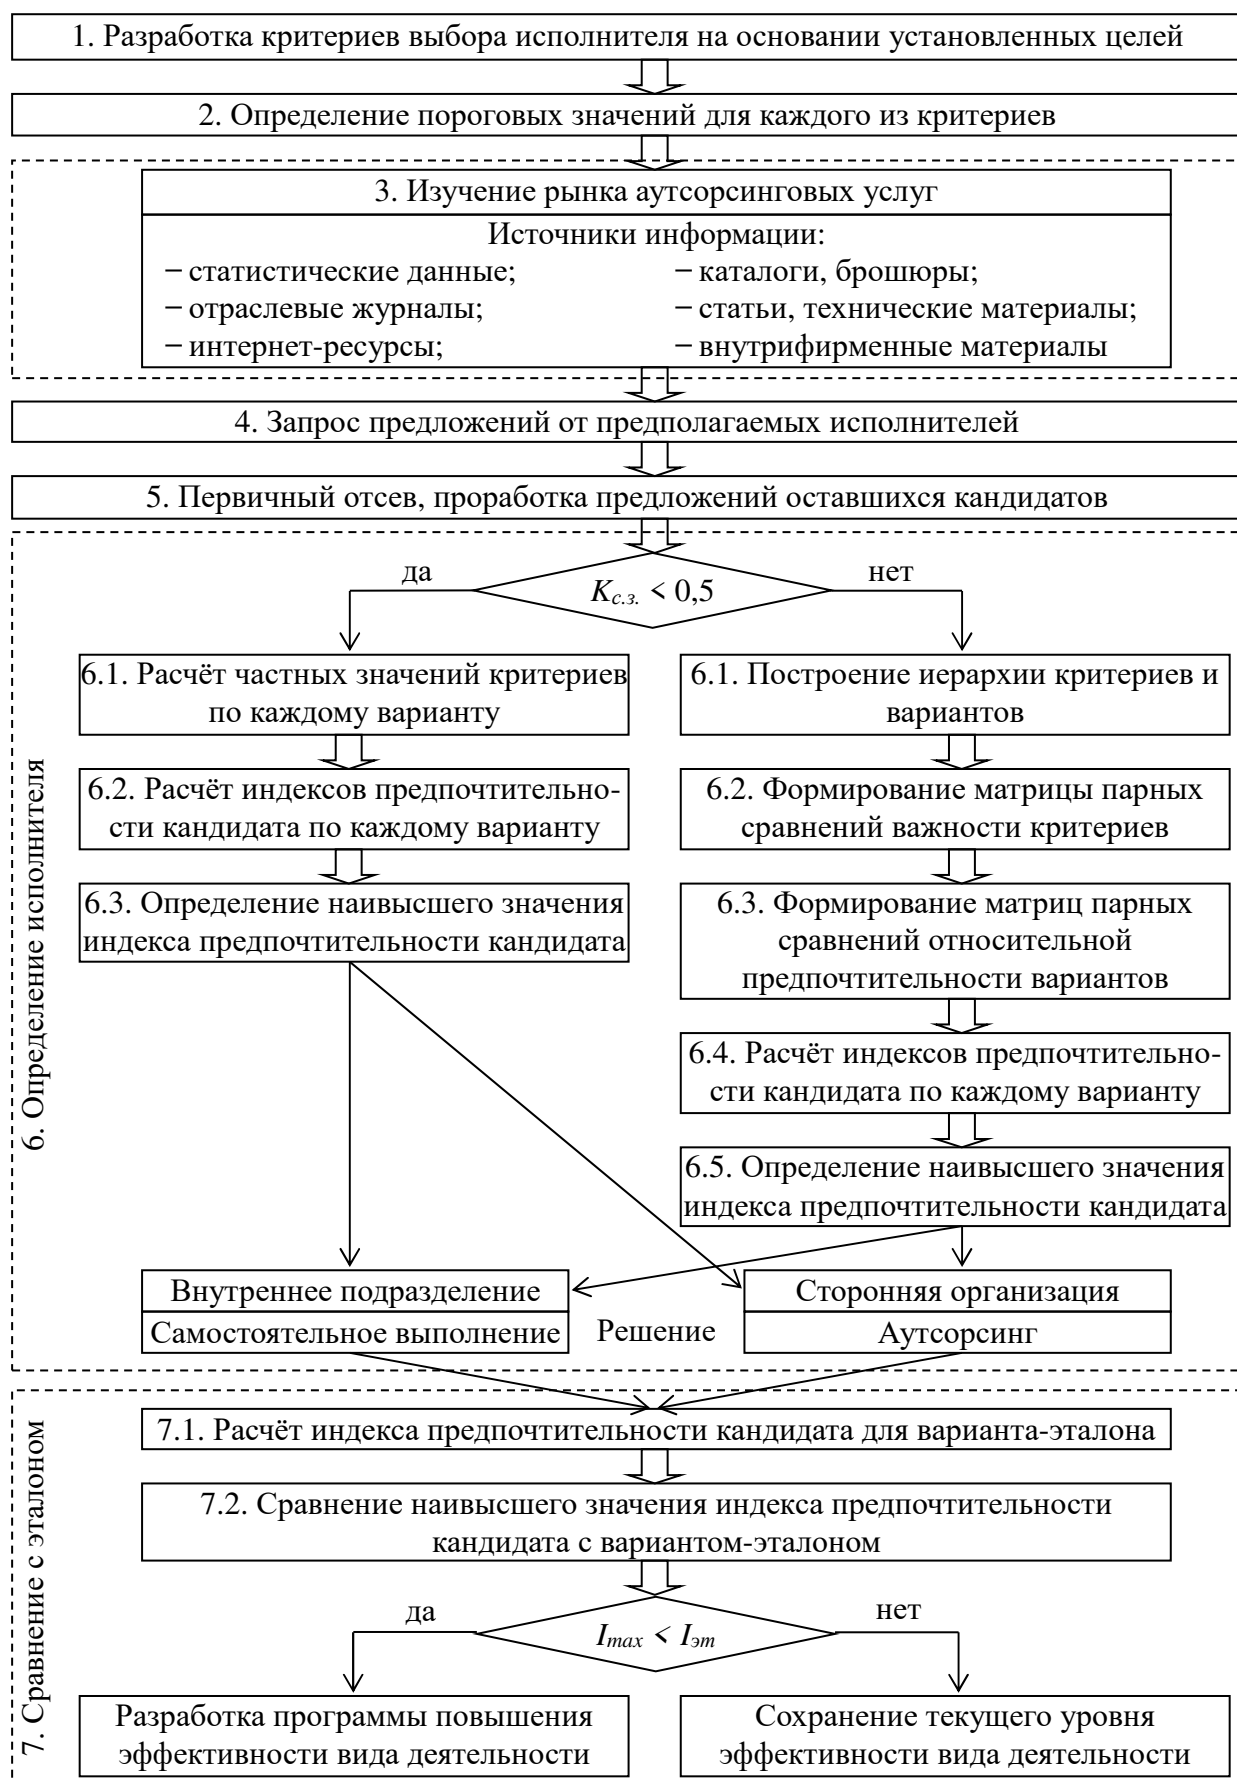 1. Разработка критериев выбора исполнителя на основании установленных целей
2. Определение пороговых значений для каждого из критериев
3. Изучение рынка аутсорсинговых услуг
Источники информации:
− статистические данные;
− каталоги, брошюры;
− отраслевые журналы;
− статьи, технические материалы;
− интернет-ресурсы;
− внутрифирменные материалы
4. Запрос предложений от предполагаемых исполнителей
5. Первичный отсев, проработка предложений оставшихся кандидатов
6. Определение исполнителя
да
Kс.з. < 0,5
нет
6.1. Расчёт частных значений критериев
по каждому варианту
6.2. Расчёт индексов предпочтительно-
сти кандидата по каждому варианту
6.3. Определение наивысшего значения
индекса предпочтительности кандидата
6.1. Построение иерархии критериев и
вариантов
6.2. Формирование матрицы парных
сравнений важности критериев
6.3. Формирование матриц парных
сравнений относительной
предпочтительности вариантов
6.4. Расчёт индексов предпочтительно-
сти кандидата по каждому варианту
6.5. Определение наивысшего значения
индекса предпочтительности кандидата
Внутреннее подразделение
Самостоятельное выполнение
Решение
Сторонняя организация
Аутсорсинг
7. Сравнение с эталоном
7.1. Расчёт индекса предпочтительности кандидата для варианта-эталона
7.2. Сравнение наивысшего значения индекса предпочтительности
кандидата с вариантом-эталоном
да
Imax < Iэт
нет
Разработка программы повышения
эффективности вида деятельности
Сохранение текущего уровня
эффективности вида деятельности